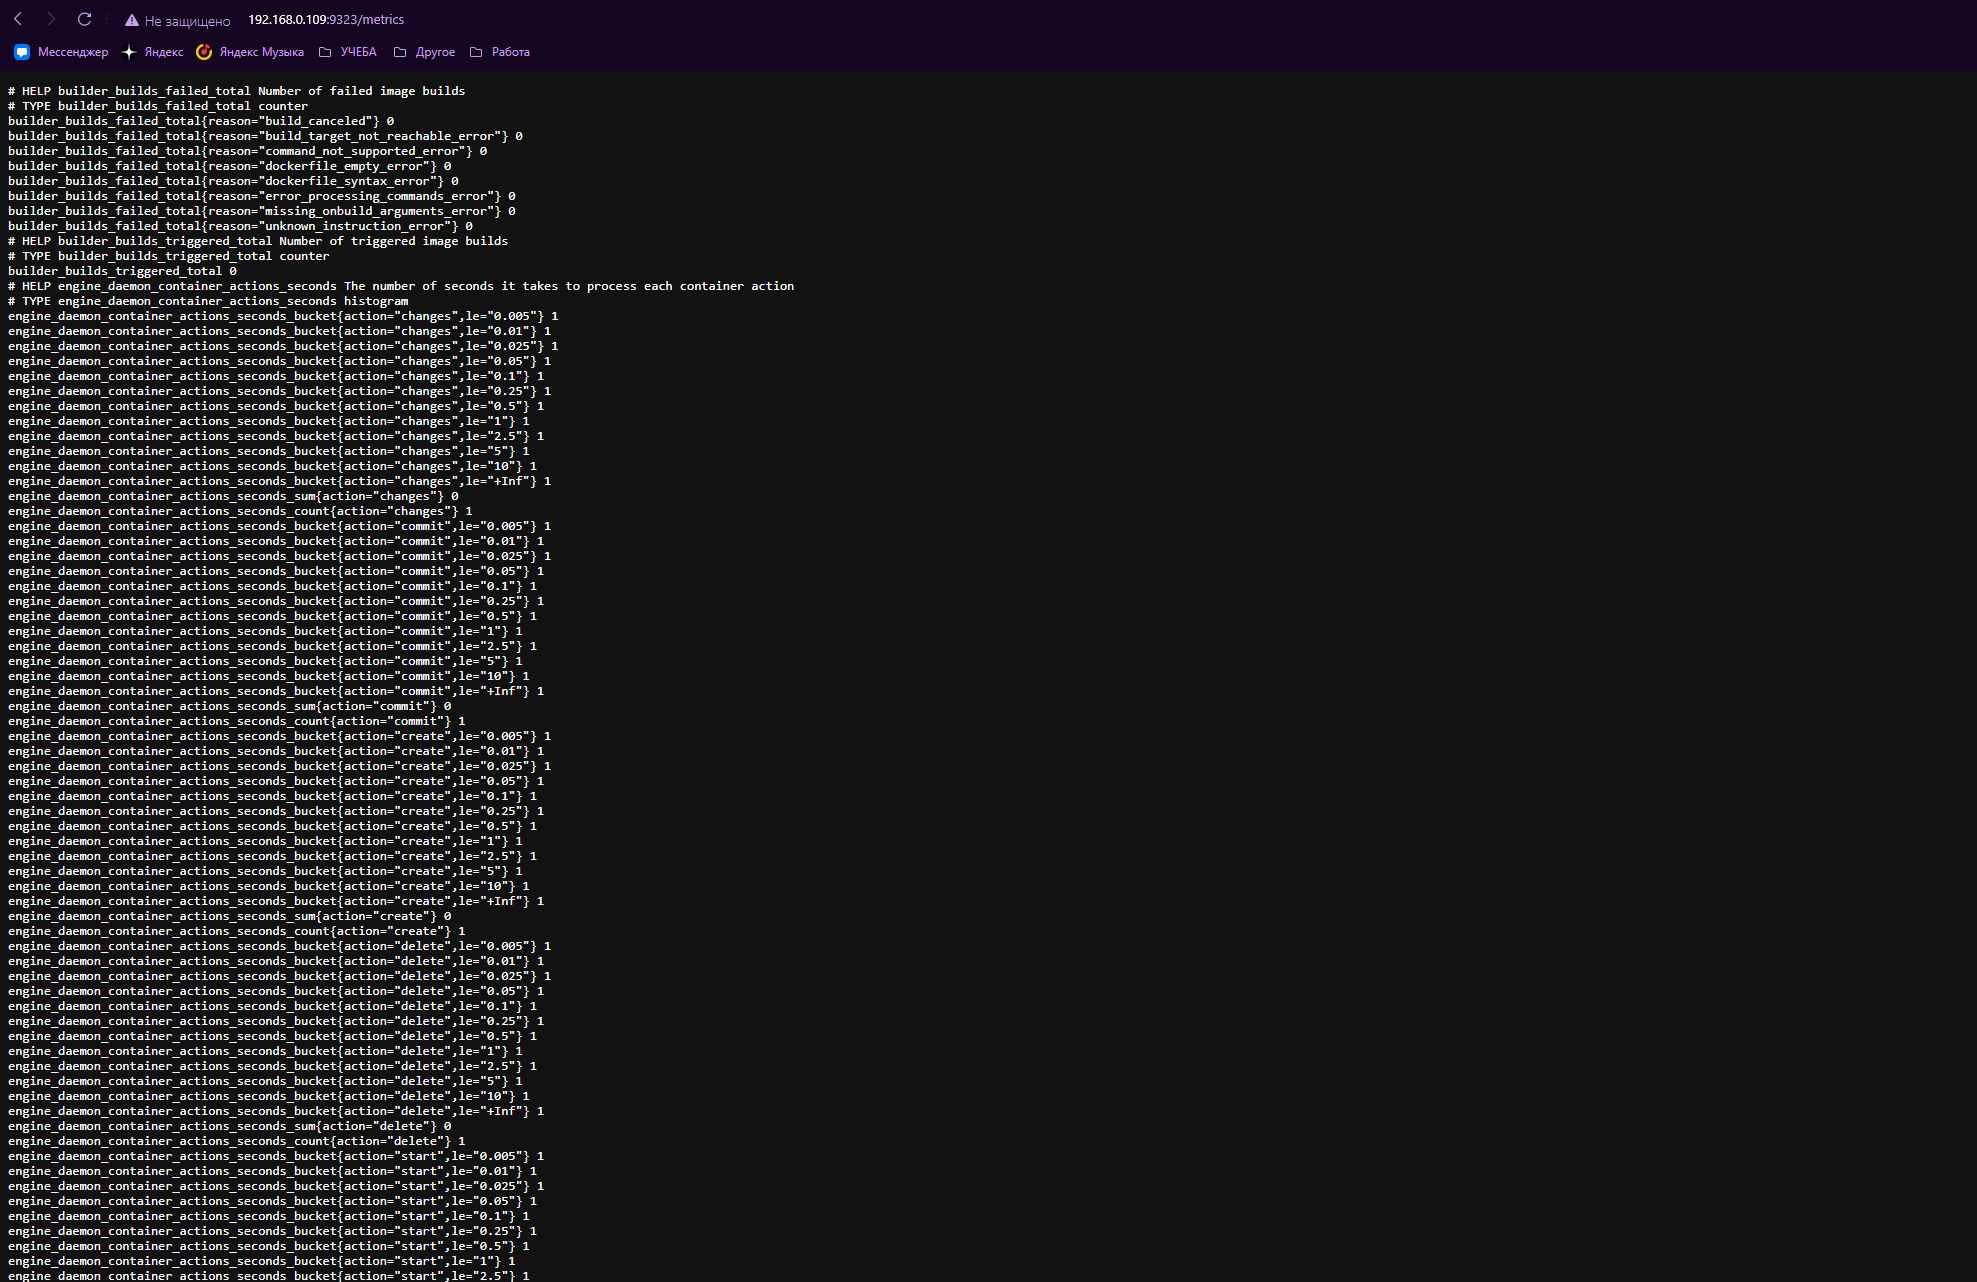 Не защищено 192.168.0.109:9323/metrics
Мессенджер Яндекс Яндекс Музыка УЧЕБА Другое Работа
# HELP builder_builds_failed_total Number of failed image builds
# TYPE builder_builds_failed_total counter
builder_builds_failed_total{reason="build_canceled"} 0
builder_builds_failed_total{reason="build_target_not_reachable_error"} 0
builder_builds_failed_total{reason="command_not_supported_error"} 0
builder_builds_failed_total{reason="dockerfile_empty_error"} 0
builder_builds_failed_total{reason="dockerfile_syntax_error"} 0
builder_builds_failed_total{reason="error_processing_commands_error"} 0
builder_builds_failed_total{reason="missing_onbuild_arguments_error"} 0
builder_builds_failed_total{reason="unknown_instruction_error"} 0
# HELP builder_builds_triggered_total Number of triggered image builds
# TYPE builder_builds_triggered_total counter
builder_builds_triggered_total 0
# HELP engine_daemon_container_actions_seconds The number of seconds it takes to process each container action
# TYPE engine_daemon_container_actions_seconds histogram
engine_daemon_container_actions_seconds_bucket{action="changes",le="0.005"} 1
engine_daemon_container_actions_seconds_bucket{action="changes",le="0.01"} 1
engine_daemon_container_actions_seconds_bucket{action="changes",le="0.025"} 1
engine_daemon_container_actions_seconds_bucket{action="changes",le="0.05"} 1
engine_daemon_container_actions_seconds_bucket{action="changes",le="0.1"} 1
engine_daemon_container_actions_seconds_bucket{action="changes",le="0.25"} 1
engine_daemon_container_actions_seconds_bucket{action="changes",le="0.5"} 1
engine_daemon_container_actions_seconds_bucket{action="changes",le="1"} 1
engine_daemon_container_actions_seconds_bucket{action="changes",le="2.5"} 1
engine_daemon_container_actions_seconds_bucket{action="changes",le="5"} 1
engine_daemon_container_actions_seconds_bucket{action="changes",le="10"} 1
engine_daemon_container_actions_seconds_bucket{action="changes",le="+Inf"} 1
engine_daemon_container_actions_seconds_sum{action="changes"} 0
engine_daemon_container_actions_seconds_count{action="changes"} 1
engine_daemon_container_actions_seconds_bucket{action="commit",le="0.005"} 1
engine_daemon_container_actions_seconds_bucket{action="commit",le="0.01"} 1
engine_daemon_container_actions_seconds_bucket{action="commit",le="0.025"} 1
engine_daemon_container_actions_seconds_bucket{action="commit",le="0.05"} 1
engine_daemon_container_actions_seconds_bucket{action="commit",le="0.1"} 1
engine_daemon_container_actions_seconds_bucket{action="commit",le="0.25"} 1
engine_daemon_container_actions_seconds_bucket{action="commit",le="0.5"} 1
engine_daemon_container_actions_seconds_bucket{action="commit",le="1"} 1
engine_daemon_container_actions_seconds_bucket{action="commit",le="2.5"} 1
engine_daemon_container_actions_seconds_bucket{action="commit",le="5"} 1
engine_daemon_container_actions_seconds_bucket{action="commit",le="10"} 1
engine_daemon_container_actions_seconds_bucket{action="commit",le="+Inf"} 1
engine_daemon_container_actions_seconds_sum{action="commit"} 0
engine_daemon_container_actions_seconds_count{action="commit"} 1
engine_daemon_container_actions_seconds_bucket{action="create",le="0.005"} 1
engine_daemon_container_actions_seconds_bucket{action="create",le="0.01"} 1
engine_daemon_container_actions_seconds_bucket{action="create",le="0.025"} 1
engine_daemon_container_actions_seconds_bucket{action="create",le="0.05"} 1
engine_daemon_container_actions_seconds_bucket{action="create",le="0.1"} 1
engine_daemon_container_actions_seconds_bucket{action="create",le="0.25"} 1
engine_daemon_container_actions_seconds_bucket{action="create",le="0.5"} 1
engine_daemon_container_actions_seconds_bucket{action="create",le="1"} 1
engine_daemon_container_actions_seconds_bucket{action="create",le="2.5"} 1
engine_daemon_container_actions_seconds_bucket{action="create",le="5"} 1
engine_daemon_container_actions_seconds_bucket{action="create",le="10"} 1
engine_daemon_container_actions_seconds_bucket{action="create",le="+Inf"} 1
engine_daemon_container_actions_seconds_sum{action="create"} 0
engine_daemon_container_actions_seconds_count{action="create"} 1
engine_daemon_container_actions_seconds_bucket{action="delete",le="0.005"} 1
engine_daemon_container_actions_seconds_bucket{action="delete",le="0.01"} 1
engine_daemon_container_actions_seconds_bucket{action="delete",le="0.025"} 1
engine_daemon_container_actions_seconds_bucket{action="delete",le="0.05"} 1
engine_daemon_container_actions_seconds_bucket{action="delete",le="0.1"} 1
engine_daemon_container_actions_seconds_bucket{action="delete",le="0.25"} 1
engine_daemon_container_actions_seconds_bucket{action="delete",le="0.5"} 1
engine_daemon_container_actions_seconds_bucket{action="delete",le="1"} 1
engine_daemon_container_actions_seconds_bucket{action="delete",le="2.5"} 1
engine_daemon_container_actions_seconds_bucket{action="delete",le="5"} 1
engine_daemon_container_actions_seconds_bucket{action="delete",le="10"} 1
engine_daemon_container_actions_seconds_bucket{action="delete",le="+Inf"} 1
engine_daemon_container_actions_seconds_sum{action="delete"} 0
engine_daemon_container_actions_seconds_count{action="delete"} 1
engine_daemon_container_actions_seconds_bucket{action="start",le="0.005"} 1
engine_daemon_container_actions_seconds_bucket{action="start",le="0.01"} 1
engine_daemon_container_actions_seconds_bucket{action="start",le="0.025"} 1
engine_daemon_container_actions_seconds_bucket{action="start",le="0.05"} 1
engine_daemon_container_actions_seconds_bucket{action="start",le="0.1"} 1
engine_daemon_container_actions_seconds_bucket{action="start",le="0.25"} 1
engine_daemon_container_actions_seconds_bucket{action="start",le="0.5"} 1
engine_daemon_container_actions_seconds_bucket{action="start",le="1"} 1
engine_daemon_container_actions_seconds_bucket{action="start",le="2.5"} 1